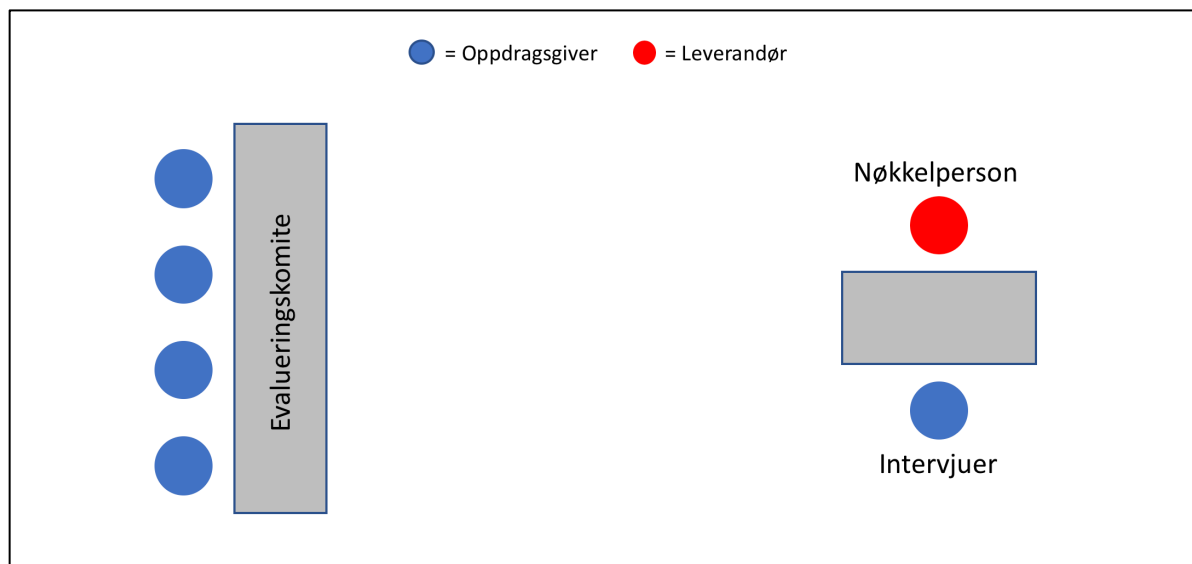 = Oppdragsgiver
= Leverandør
Evalueringskomite
Nøkkelperson
Intervjuer